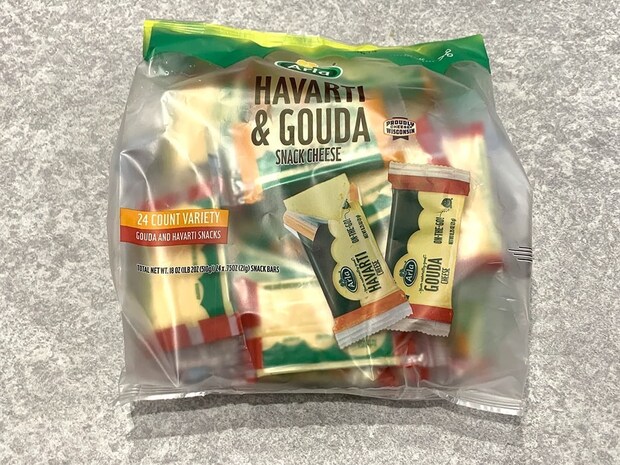 Arla
HAVARTI
& GOUDA
SNACK CHEESE
PROUDLY
WISCONSIN
CHEESE
24 COUNT VARIETY
GOUDA AND HAVARTI SNACKS
TOTAL NET WT. 18 OZ (1LB 2OZ) (510g) 24 x .75OZ (21g) SNACK BARS
Arla
HAVARTI
CHEESE
ON-THE-GO!
Arla
GOUDA
CHEESE
ON-THE-GO!